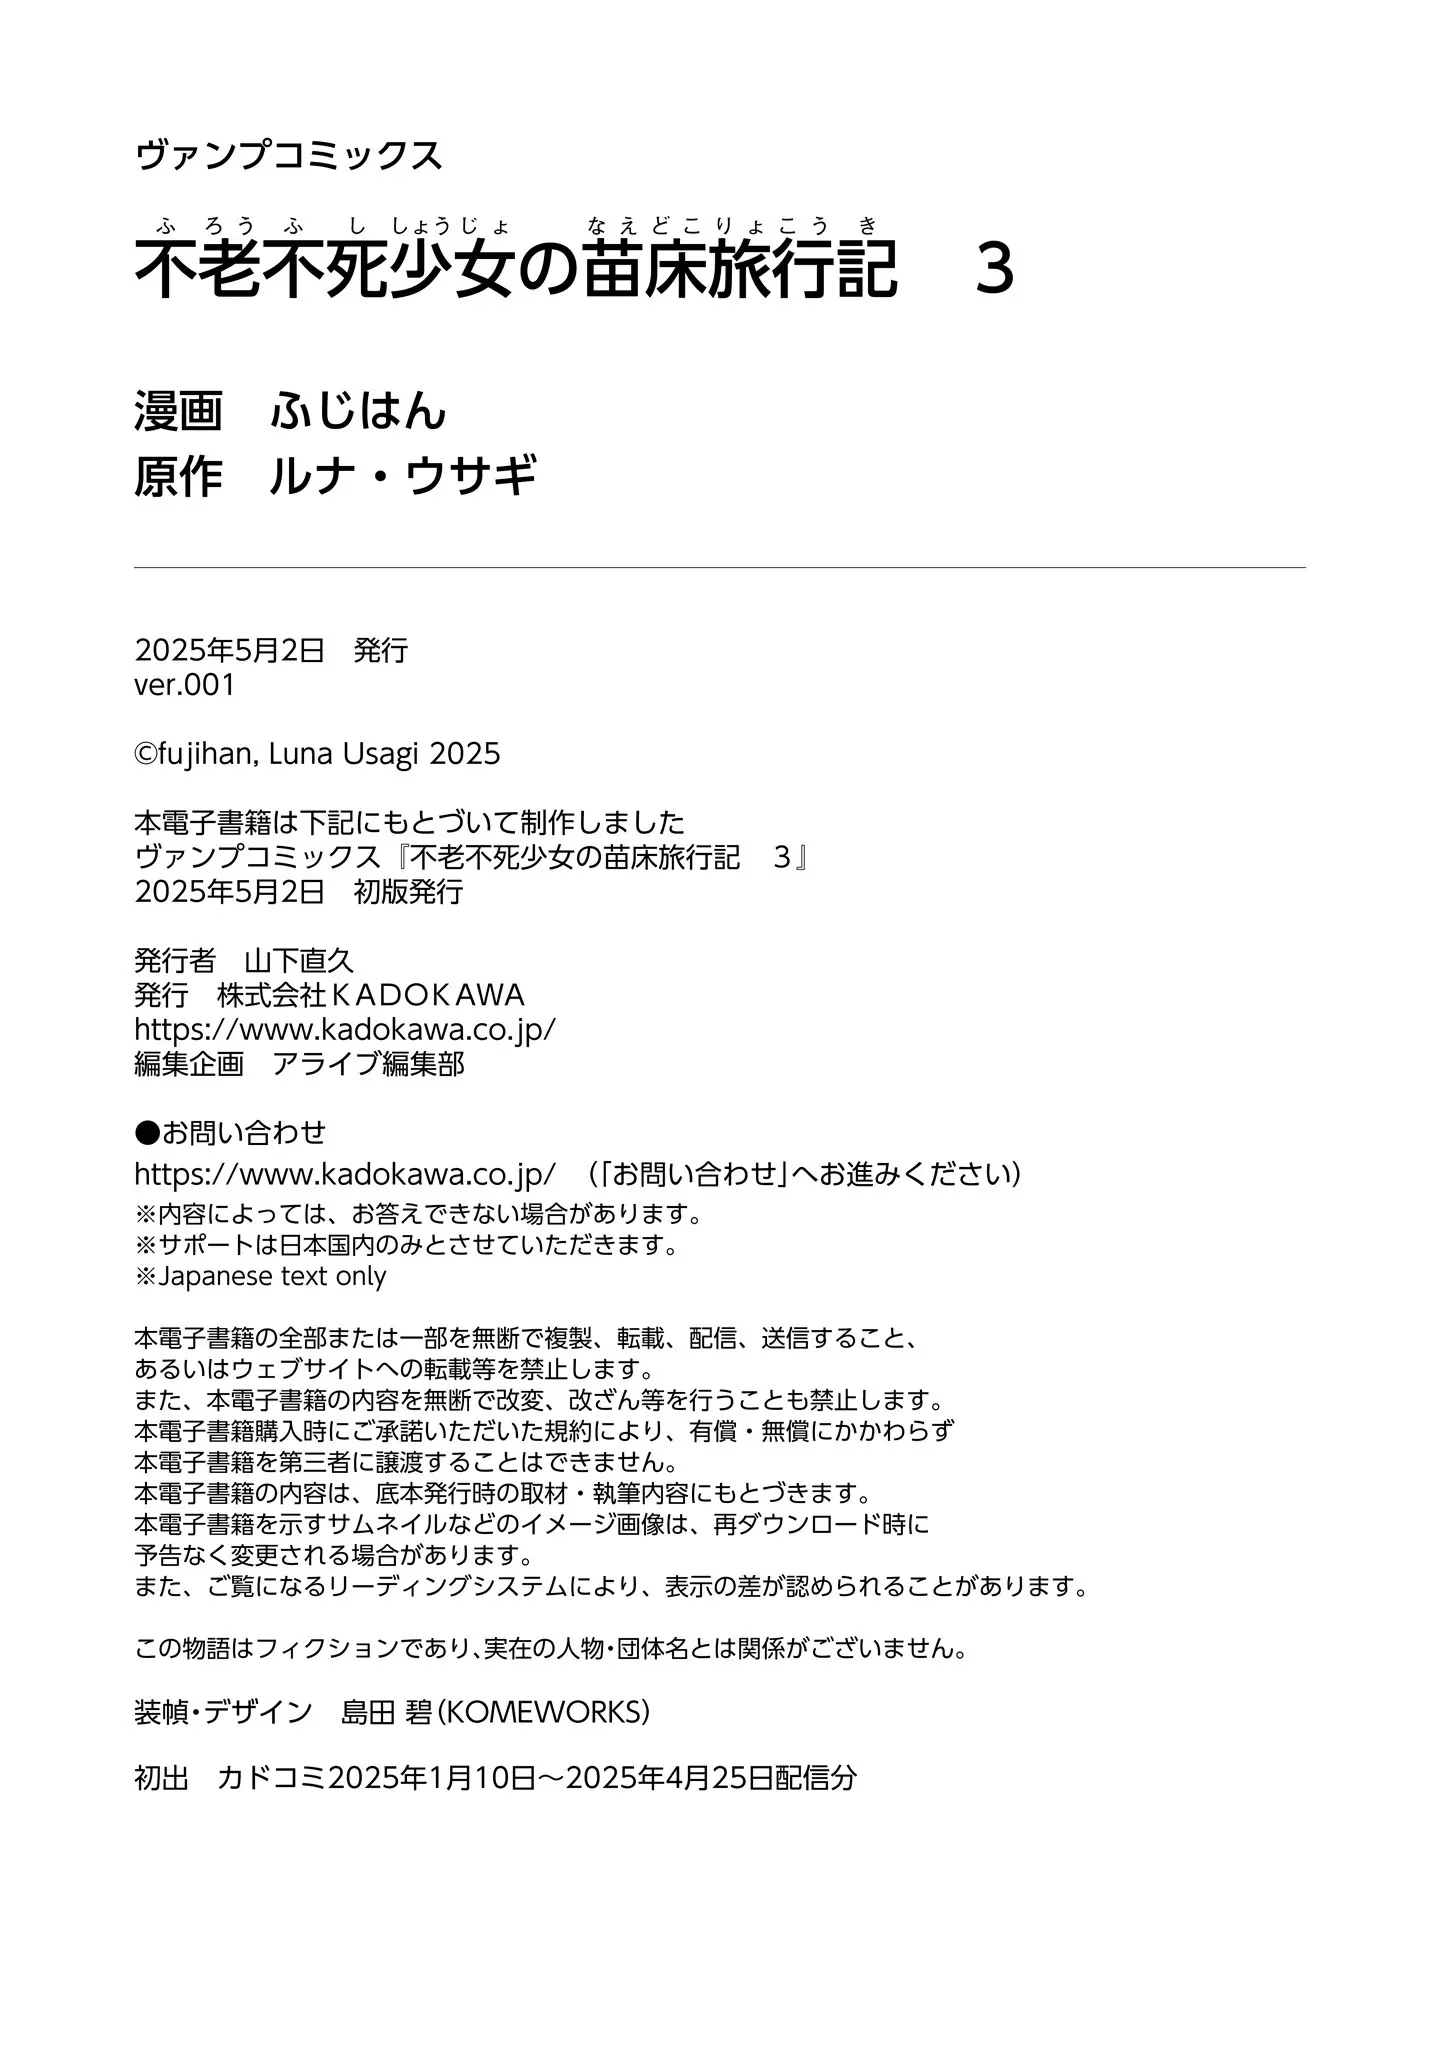 ヴァンプコミックス
ふろうふししょうじょ なえどこりょこうき
不老不死少女の苗床旅行記　3
漫画　ふじはん
原作　ルナ・ウサギ
2025年5月2日　発行
ver.001
©fujihan, Luna Usagi 2025
本電子書籍は下記にもとづいて制作しました
ヴァンプコミックス『不老不死少女の苗床旅行記　3』
2025年5月2日　初版発行
発行者　山下直久
発行　株式会社ＫＡＤＯＫＡＷＡ
https://www.kadokawa.co.jp/
編集企画　アライブ編集部
●お問い合わせ
https://www.kadokawa.co.jp/　（「お問い合わせ」へお進みください）
※内容によっては、お答えできない場合があります。
※サポートは日本国内のみとさせていただきます。
※Japanese text only
本電子書籍の全部または一部を無断で複製、転載、配信、送信すること、
あるいはウェブサイトへの転載等を禁止します。
また、本電子書籍の内容を無断で改変、改ざん等を行うことも禁止します。
本電子書籍購入時にご承諾いただいた規約により、有償・無償にかかわらず
本電子書籍を第三者に譲渡することはできません。
本電子書籍の内容は、底本発行時の取材・執筆内容にもとづきます。
本電子書籍を示すサムネイルなどのイメージ画像は、再ダウンロード時に
予告なく変更される場合があります。
また、ご覧になるリーディングシステムにより、表示の差が認められることがあります。
この物語はフィクションであり、実在の人物・団体名とは関係がございません。
装幀・デザイン　島田 碧（KOMEWORKS）
初出　カドコミ2025年1月10日～2025年4月25日配信分